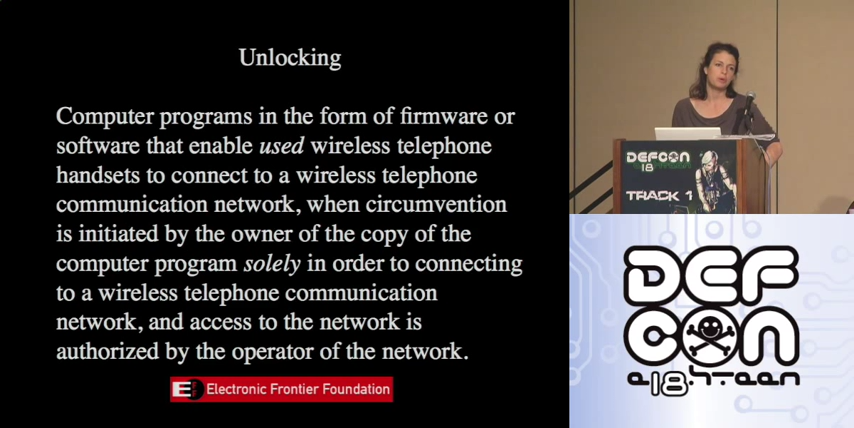 Unlocking
Computer programs in the form of firmware or
software that enable used wireless telephone
handsets to connect to a wireless telephone
communication network, when circumvention
is initiated by the owner of the copy of the
computer program solely in order to connecting
to a wireless telephone communication
network, and access to the network is
authorized by the operator of the network.
Electronic Frontier Foundation
DEFCON
18
TRACK 1
DEF
CON
e18hteen